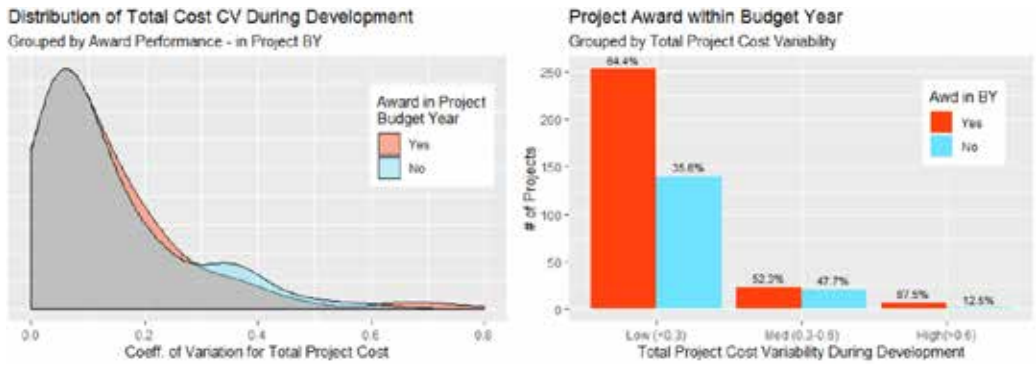 Distribution of Total Cost CV During Development
Grouped by Award Performance - in Project BY
Award in Project
Budget Year
Yes
No
0.0
0.2
0.4
0.6
0.8
Coeff. of Variation for Total Project Cost
Project Award within Budget Year
Grouped by Total Project Cost Variability
# of Projects
250
200
150
100
50
0
64.4%
35.6%
52.3%
47.7%
87.5%
12.5%
Awd in BY
Yes
No
Low (<0.3)
Med (0.3-0.6)
High(>0.6)
Total Project Cost Variability During Development